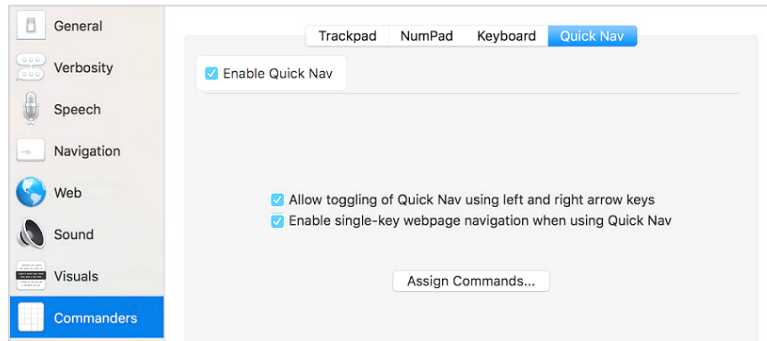 General
Verbosity
Speech
Navigation
Web
Sound
Visuals
Commanders
Trackpad NumPad Keyboard Quick Nav
Enable Quick Nav
Allow toggling of Quick Nav using left and right arrow keys
Enable single-key webpage navigation when using Quick Nav
Assign Commands...